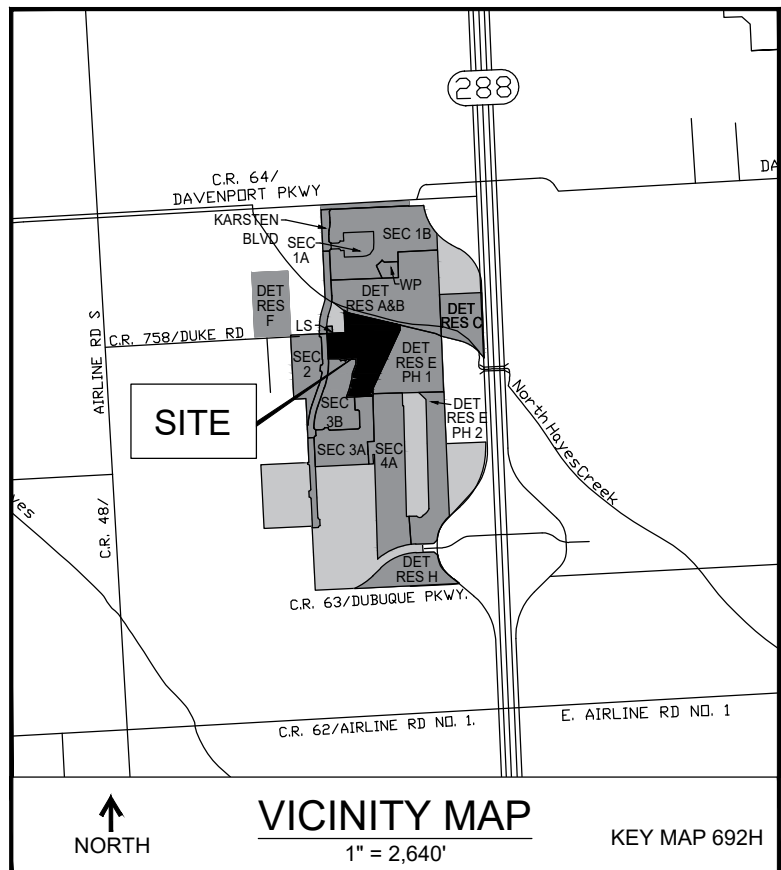 288
C.R. 64/
DAVENPORT PKWY
DA
KARSTEN
BLVD
SEC
1A
SEC 1B
WP
DET
RES A&B
DET
RES C
DET
RES
F
LS
C.R. 758/DUKE RD
AIRLINE RD S
SEC
2
DET
RES E
PH 1
SITE
SEC
3B
DET
RES E
PH 2
North Hayes Creek
SEC 3A
SEC
4A
yes
C.R. 48/
DET
RES H
C.R. 63/DUBUQUE PKWY.
C.R. 62/AIRLINE RD NO. 1.
E. AIRLINE RD NO. 1
NORTH
VICINITY MAP
1" = 2,640'
KEY MAP 692H